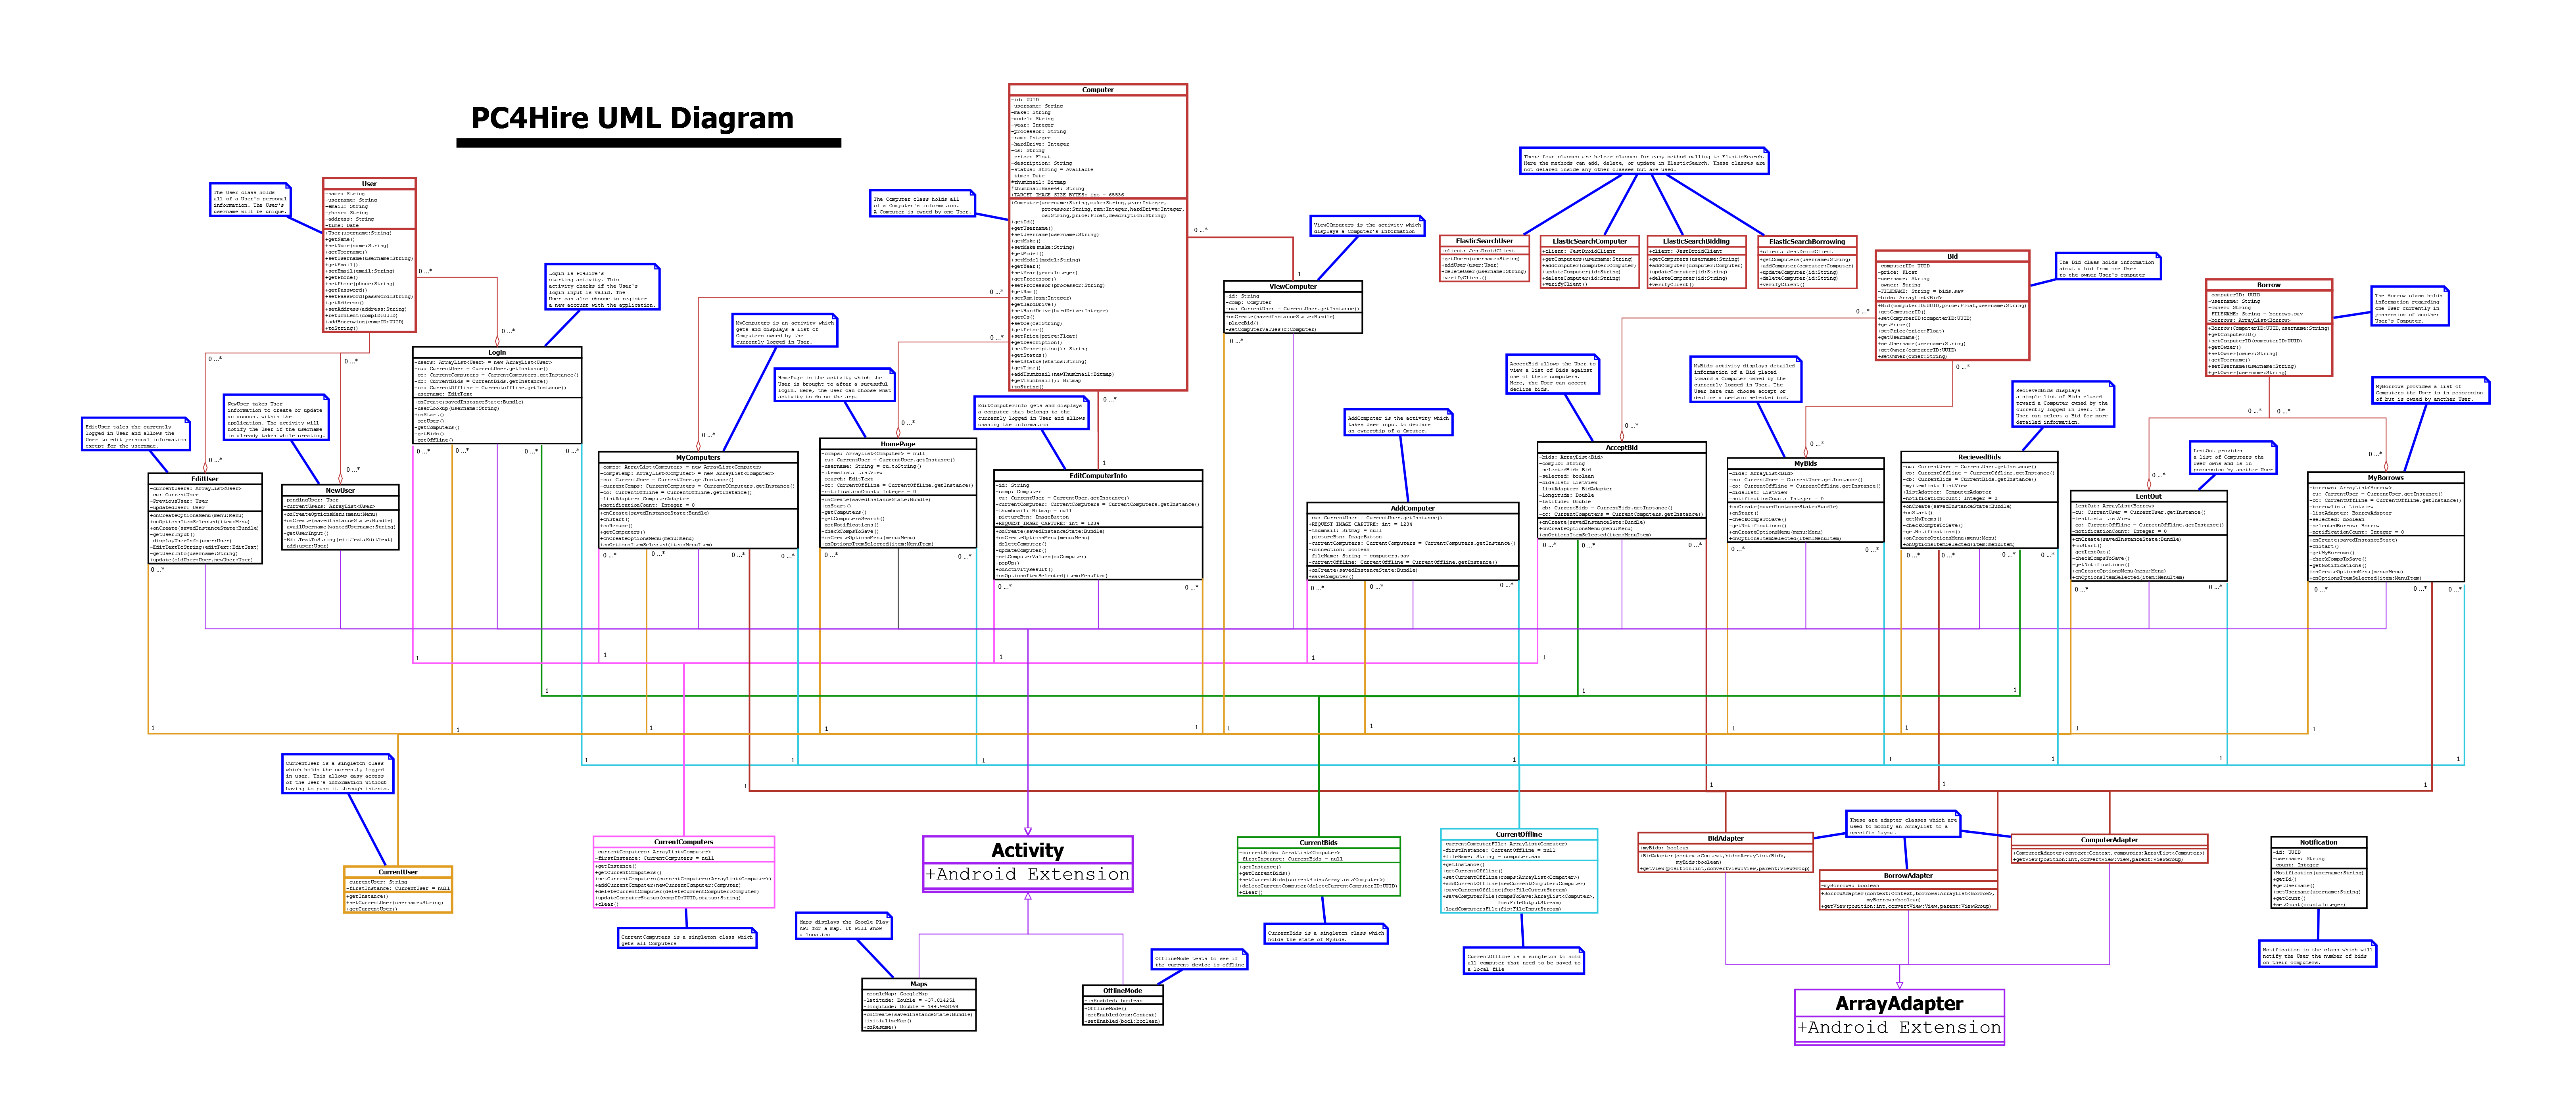 PC4Hire UML Diagram
Computer
-id: UUID
-username: String
-make: String
-model: String
-year: Integer
-processor: String
-ram: Integer
-hardDrive: Integer
-os: String
-price: Float
-description: String
-status: String = Available
-time: Date
#thumbnail: Bitmap
#thumbnailBase64: String
+TARGET_IMAGE_SIZE_BYTES: int = 65536
+Computer(username:String,make:String,year:Integer,
processor:String,ram:Integer,hardDrive:Integer,
os:String,price:Float,description:String)
+getId()
+getUsername()
+setUsername(username:String)
+getMake()
+setMake(make:String)
+getModel()
+setModel(model:String)
+getYear()
+setYear(year:Integer)
+getProcessor()
+setProcessor(processor:String)
+getRam()
+setRam(ram:Integer)
+getHardDrive()
+setHardDrive(hardDrive:Integer)
+getOs()
+setOs(os:String)
+getPrice()
+setPrice(price:Float)
+getDescription()
+setDescription(): String
+getStatus()
+setStatus(status:String)
+getTime()
+addThumbnail(newThumbnail:Bitmap)
+getThumbnail(): Bitmap
+toString()
The Computer class holds all
of a Computer's information.
A Computer is owned by one User.
User
-name: String
-username: String
-email: String
-phone: String
-address: String
-time: Date
+User(username:String)
+getName()
+setName(name:String)
+getUsername()
+setUsername(username:String)
+getEmail()
+setEmail(email:String)
+getPhone()
+setPhone(phone:String)
+getPassword()
+setPassword(password:String)
+getAddress()
+setAddress(address:String)
+returnLent(compID:UUID)
+addBorrowing(compID:UUID)
+toString()
The User class holds
all of a User's personal
information. The User's
username will be unique.
Login is PC4Hire's
starting activity. This
activity checks if the User's
login input is valid. The
User can also choose to register
a new account with the application.
Login
-users: ArrayList<User> = new ArrayList<User>
-cu: CurrentUser = CurrentUser.getInstance()
-cc: CurrentComputers = CurrentComputers.getInstance()
-cb: CurrentBids = CurrentBids.getInstance()
-co: CurrentOffline = Currentoffline.getInstance()
-username: EditText
+onCreate(savedInstanceState:Bundle)
-userLookup(username:String)
+onStart()
-setUser()
-getComputers()
-getBids()
-getOffline()
EditUser takes the currently
logged in User and allows the
User to edit personal information
except for the username.
EditUser
-currentUsers: ArrayList<User>
-cu: CurrentUser
-PreviousUser: User
-updatedUser: User
+onCreateOptionsMenu(menu:Menu)
+onOptionsItemSelected(item:Menu)
+onCreate(savedInstanceState:Bundle)
-getUserInput()
-displayUserInfo(user:User)
-EditTextToString(editText:EditText)
-getUserInfo(username:String)
-update(oldUser:User,newUser:User)
NewUser takes User
information to create or update
an account within the
application. The activity will
notify the User if the username
is already taken while creating.
NewUser
-pendingUser: User
-currentUsers: ArrayList<User>
+onCreateOptionsMenu(menu:Menu)
+onCreate(savedInstanceState:Bundle)
-availUsername(wantedUsername:String)
-getUserInput()
-EditTextToString(editText:EditText)
-add(user:User)
MyComputers is an activity which
gets and displays a list of
Computers owned by the
currently logged in User.
MyComputers
-comps: ArrayList<Computer> = new ArrayList<Computer>
-compsTemp: ArrayList<Computer> = new ArrayList<Computer>
-cu: CurrentUser = CurrentUser.getInstance()
-currentComps: CurrentComputers = CurrentComputers.getInstance()
-co: CurrentOffline = CurrentOffline.getInstance()
-listAdapter: ComputerAdapter
-notificationCount: Integer = 0
+onCreate(savedInstanceState:Bundle)
+onStart()
+onResume()
-getComputers()
+onCreateOptionsMenu(menu:Menu)
+onOptionsItemSelected(item:MenuItem)
HomePage is the activity which the
User is brought to after a sucessful
login. Here, the User can choose what
activity to do on the app.
HomePage
-comps: ArrayList<Computer> = null
-cu: CurrentUser = CurrentUser.getInstance()
-username: String = cu.toString()
-itemslist: ListView
-search: EditText
-co: CurrentOffline = CurrentOffline.getInstance()
-notificationCount: Integer = 0
+onCreate(savedInstanceState:Bundle)
+onStart()
-getComputers()
-getComputersSearch()
-getNotifications()
-checkCompsToSave()
+onCreateOptionsMenu(menu:Menu)
+onOptionsItemSelected(item:MenuItem)
EditComputerInfo gets and displays
a computer that belongs to the
currently logged in User and allows
chaning the information
EditComputerInfo
-id: String
-comp: Computer
-cu: CurrentUser = CurrentUser.getInstance()
-currentComputer: CurrentComputers = CurrentComputers.getInstance()
-thumbnail: Bitmap = null
-pictureBtn: ImageButton
+REQUEST_IMAGE_CAPTURE: int = 1234
+onCreate(savedInstanceState:Bundle)
+onCreateOptionsMenu(menu:Menu)
-deleteComputer()
-updateComputer()
-setComputerValues(c:Computer)
-popUp()
+onActivityResult()
+onOptionsItemSelected(item:MenuItem)
ViewCOmputers is the activity which
displays a Computer's information
ViewComputer
-id: String
-comp: Computer
-cu: CurrentUser = CurrentUser.getInstance()
+onCreate(savedInstanceState:Bundle)
-placeBid()
-setComputerValues(c:Computer)
AddComputer is the activity which
takes User input to declare
an ownership of a Cmputer.
AddComputer
-cu: CurrentUser = CurrentUser.getInstance()
+REQUEST_IMAGE_CAPTURE: int = 1234
-thumnail: Bitmap = null
-pictureBtn: ImageButton
-currentComputers: CurrentComputers = CurrentComputers.getInstance()
-connection: boolean
-fileName: String = computers.sav
-currentOffline: CurrentOffline = CurrentOffline.getInstance()
+onCreate(savedInstanceState:Bundle)
+saveComputer()
These four classes are helper classes for easy method calling to ElasticSearch.
Here the methods can add, delete, or update in ElasticSearch. These classes are
not delared inside any other classes but are used.
ElasticSearchUser
+client: JestDroidClient
+getUsers(username:String)
+addUser(user:User)
+deleteUser(username:String)
+verifyClient()
ElasticSearchComputer
+client: JestDroidClient
+getComputers(username:String)
+addComputer(computer:Computer)
+updateComputer(id:String)
+deleteComputer(id:String)
+verifyClient()
ElasticSearchBidding
+client: JestDroidClient
+getComputers(username:String)
+addComputer(computer:Computer)
+updateComputer(id:String)
+deleteComputer(id:String)
+verifyClient()
ElasticSearchBorrowing
+client: JestDroidClient
+getComputers(username:String)
+addComputer(computer:Computer)
+updateComputer(id:String)
+deleteComputer(id:String)
+verifyClient()
Bid
-computerID: UUID
-price: Float
-username: String
-owner: String
-FILENAME: String = bids.sav
-bids: ArrayList<Bid>
+Bid(computerID:UUID,price:Float,username:String)
+getComputerID()
+setComputerID(computerID:UUID)
+getPrice()
+setPrice(price:Float)
+getUsername()
+setUsername(username:String)
+getOwner(computerID:UUID)
+setOwner(owner:String)
The Bid class holds information
about a bid from one User
to the owner User's computer
Borrow
-computerID: UUID
-username: String
-owner: String
-FILENAME: String = borrows.sav
-borrows: ArrayList<Borrow>
+Borrow(ComputerID:UUID,username:String)
+getComputerID()
+setComputerID(computerID:UUID)
+getOwner()
+setOwner(owner:String)
+getUsername()
+setUsername(username:String)
+getOwner(username:String)
The Borrow class holds
information regarding
one User currently in
possession of another
User's Computer.
AcceptBid allows the User to
view a list of Bids against
one of their computers.
Here, the User can accept
decline bids.
AcceptBid
-bids: ArrayList<Bid>
-compID: String
-selectedBid: Bid
-selected: boolean
-bidslist: ListView
-listAdapter: BidAdapter
-longitude: Double
-latitude: Double
-cb: CurrentBids = CurrentBids.getInstance()
-cc: CurrentComputers = CurrentComputers.getInstance()
+onCreate(savedInstanceState:Bundle)
+onCreateOptionsMenu(menu:Menu)
+onOptionsItemSelected(item:MenuItem)
MyBids activity displays detailed
information of a Bid placed
toward a Computer owned by the
currently logged in User. The
User here can choose accept or
decline a certain selected bid.
MyBids
-bids: ArrayList<Bid>
-cu: CurrentUser = CurrentUser.getInstance()
-co: CurrentOffline = CurrentOffline.getInstance()
-bidslist: ListView
-notificationCount: Integer = 0
+onCreate(savedInstanceState:Bundle)
+onStart()
-checkCompsToSave()
-getNotifications()
+onCreateOptionsMenu(menu:Menu)
+onOptionsItemSelected(item:MenuItem)
RecievedBids displays
a simple list of Bids placed
toward a Computer owned by the
currently logged in User. The
User can select a Bid for more
detailed information.
RecievedBids
-cu: CurrentUser = CurrentUser.getInstance()
-co: CurrentOffline = CurrentOffline.getInstance()
-cb: CurrentBids = CurrentBids.getInstance()
-myitemlist: ListView
+listAdapter: ComputerAdapter
-notificationCount: Integer = 0
+onCreate(savedInstanceState:Bundle)
+onStart()
-getMyItems()
-checkCompsToSave()
-getNotifications()
+onCreateOptionsMenu(menu:Menu)
+onOptionsItemSelected(item:MenuItem)
LentOut provides
a list of Computers the
User owns and is in
possession by another User
LentOut
-lentOut: ArrayList(Borrow)
-cu: CurrentUser = CurrentUser.getInstance()
-lentList: ListView
-co: CurrentOffline = CurrentOffline.getInstance()
-notificationCount: Integer = 0
+onCreate(savedInstanceState:Bundle)
+onStart()
-getLentOut()
-checkCompsToSave()
-getNotifications()
+onCreateOptionsMenu(menu:Menu)
+onOptionsItemSelected(item:MenuItem)
MyBorrows provides a list of
Computers the User is in possession
of but is owned by another User.
MyBorrows
-borrows: ArrayList<Borrow>
-cu: CurrentUser = CurrentUser.getInstance()
-co: CurrentOffline = CurrentOffline.getInstance()
-borrowlist: Listview
-listAdapter: BorrowAdapter
+selected: boolean
-selectedBorrow: Borrow
-notificationCount: Integer = 0
+onCreate(savedInstanceState)
+onStart()
-getMyBorrows()
-checkCompsToSave()
-getNotifications()
+onCreateOptionsMenu(menu:Menu)
+onOptionsItemSelected(item:MenuItem)
CurrentUser is a singleton class
which holds the currently logged
in user. This allows easy access
of the User's information without
having to pass it through intents.
CurrentUser
-currentUser: String
-firstInstance: CurrentUser = null
+getInstance()
+setCurrentUser(username:String)
+getCurrentUser()
CurrentComputers
-currentComputers: ArrayList<Computer>
-firstInstance: CurrentComputers = null
+getInstance()
+getCurrentComputers()
+setCurrentComputers(currentComputers:ArrayList<Computer>)
+addCurrentComputer(newComputer:Computer)
+deleteCurrentComputer(deleteComputer:Computer)
+updateComputerStatus(compID:UUID,status:String)
+clear()
CurrentComputers is a singleton class which
gets all Computers
Activity
+Android Extension
Maps displays the Google Play
API for a map. It will show
a location
Maps
-googleMap: GoogleMap
-latitude: Double = -37.814251
-longitude: Double = 144.963169
+onCreate(savedInstanceState:Bundle)
+initialiseMap()
+onResume()
OfflineMode tests to see if
the current device is offline
OfflineMode
-isEnabled: boolean
+OfflineMode()
+getEnabled(ctx:Context)
+setEnabled(bool:boolean)
CurrentBids
-currentBids: ArratList<Computer>
-firstInstance: CurrentBids = null
+getInstance()
+getCurrentBids()
+setCurrentBids(currentBids:ArrayList<Computer>)
+deleteCurrentComputer(deleteCurrentComputerID:UUID)
+clear()
CurrentBids is a singleton class which
holds the state of MyBids.
CurrentOffline
-currentComputerFle: ArrayList<Computer>
-firstInstance: CurrentOffline = null
+fileName: String = computer.sav
+getInstance()
+getCurrentOffline()
+setCurrentOffline(comps:ArrayList<Computer>)
+addCurrentOffline(newComputer:Computer)
+saveCurrentOffline(fos:FileOutputStream)
+saveComputerFile(compsToSave:ArrayList<Computer>,
fos:FileOutputStream)
+loadComputersFile(fis:FileInputStream)
CurrentOffline is a singleton to hold
all computer that need to be saved to
a local file
These are adapter classes which are
used to modify an ArrayList to a
specific layout
BidAdapter
+myBids: boolean
+BidAdapter(context:Context,bids:ArrayList<Bid>,
myBids:boolean)
+getView(position:int,convertView:View,parent:ViewGroup)
BorrowAdapter
-myBorrows: boolean
+BorrowAdapter(context:Context,borrows:ArrayList<Borrow>,
myBorrows:boolean)
+getView(position:int,convertView:View,parent:ViewGroup)
ComputerAdapter
+ComputerAdapter(context:Context,computers:ArrayList<Computer>)
+getView(position:int,convertView:View,parent:ViewGroup)
ArrayAdapter
+Android Extension
Notification
-id: UUID
-username: String
-count: Integer
+Notification(username:String)
+getId()
+getUsername()
+setUsername(username:String)
+getCount()
+setCount(count:Integer)
Notification is the class which will
notify the User the number of bids
on their computers.